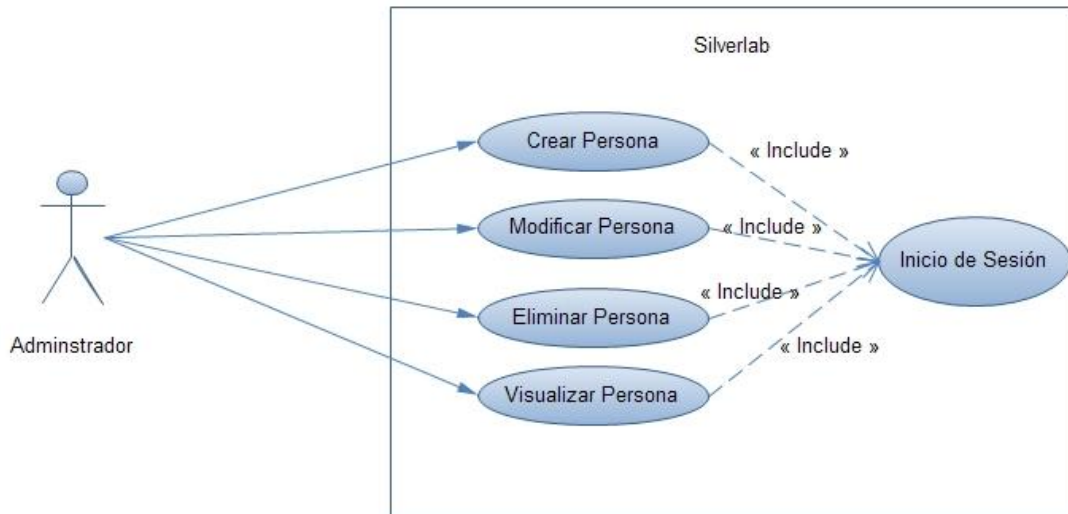 Silverlab
Crear Persona
« Include »
Modificar Persona
« Include »
Inicio de Sesión
« Include »
Eliminar Persona
Adminstrador
« Include »
Visualizar Persona